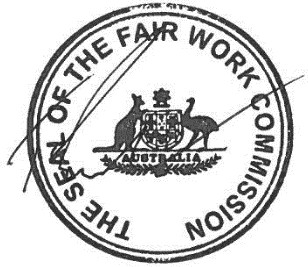 THE SEAL OF THE FAIR WORK COMMISSION
AUSTRALIA